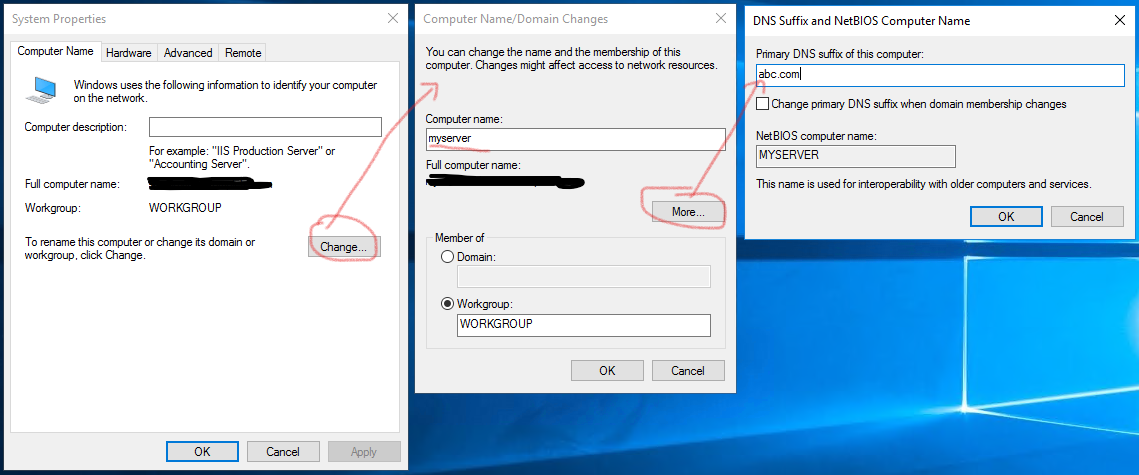 System Properties
Computer Name
Hardware
Advanced
Remote
Windows uses the following information to identify your computer
on the network.
Computer description:
For example: "IIS Production Server" or
"Accounting Server".
Full computer name:
Workgroup:
WORKGROUP
To rename this computer or change its domain or
workgroup, click Change.
Change...
OK
Cancel
Apply
Computer Name/Domain Changes
You can change the name and the membership of this
computer. Changes might affect access to network resources.
Computer name:
myserver
Full computer name:
More...
Member of
Domain:
Workgroup:
WORKGROUP
OK
Cancel
DNS Suffix and NetBIOS Computer Name
Primary DNS suffix of this computer:
abc.com
Change primary DNS suffix when domain membership changes
NetBIOS computer name:
MYSERVER
This name is used for interoperability with older computers and services.
OK
Cancel